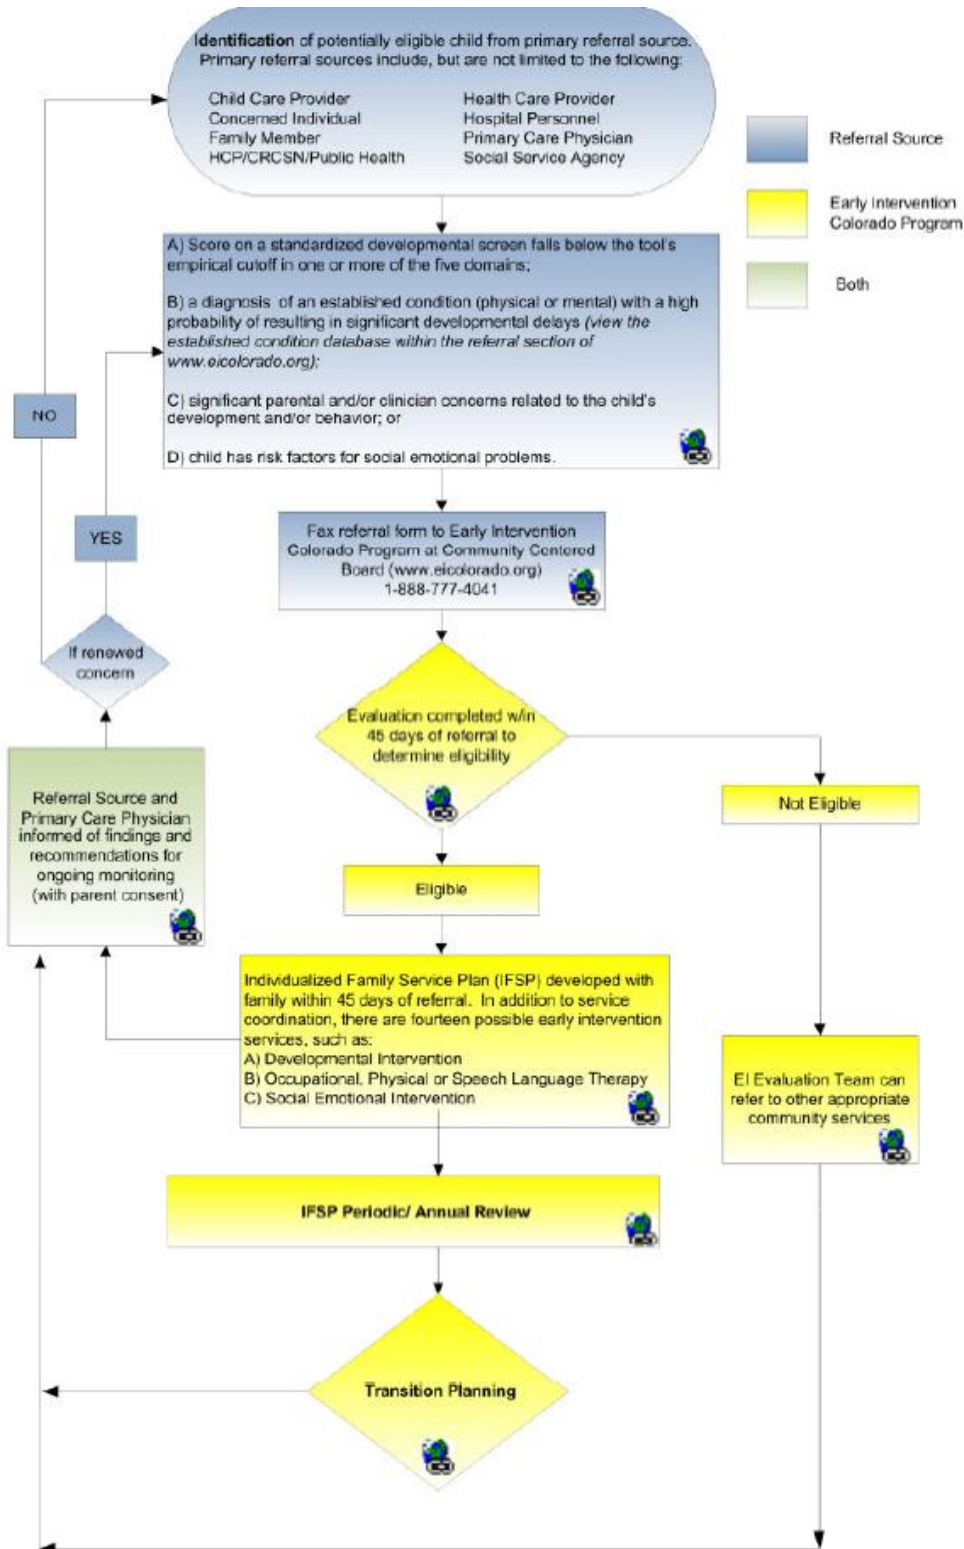 Identification of potentially eligible child from primary referral source.
Primary referral sources include, but are not limited to the following:
Child Care Provider
Concerned Individual
Family Member
HCP/CRCSN/Public Health
Health Care Provider
Hospital Personnel
Primary Care Physician
Social Service Agency
Referral Source
Early Intervention
Colorado Program
Both
A) Score on a standardized developmental screen falls below the tool's
empirical cutoff in one or more of the five domains;
B) a diagnosis of an established condition (physical or mental) with a high
probability of resulting in significant developmental delays (view the
established condition database within the referral section of
www.eicolorado.org);
C) significant parental and/or clinician concerns related to the child's
development and/or behavior; or
D) child has risk factors for social emotional problems.
NO
YES
Fax referral form to Early Intervention
Colorado Program at Community Centered
Board (www.eicolorado.org)
1-888-777-4041
If renewed
concern
Evaluation completed w/in
45 days of referral to
determine eligibility
Referral Source and
Primary Care Physician
informed of findings and
recommendations for
ongoing monitoring
(with parent consent)
Not Eligible
Eligible
Individualized Family Service Plan (IFSP) developed with
family within 45 days of referral. In addition to service
coordination, there are fourteen possible early intervention
services, such as:
A) Developmental Intervention
B) Occupational, Physical or Speech Language Therapy
C) Social Emotional Intervention
EI Evaluation Team can
refer to other appropriate
community services
IFSP Periodic/ Annual Review
Transition Planning